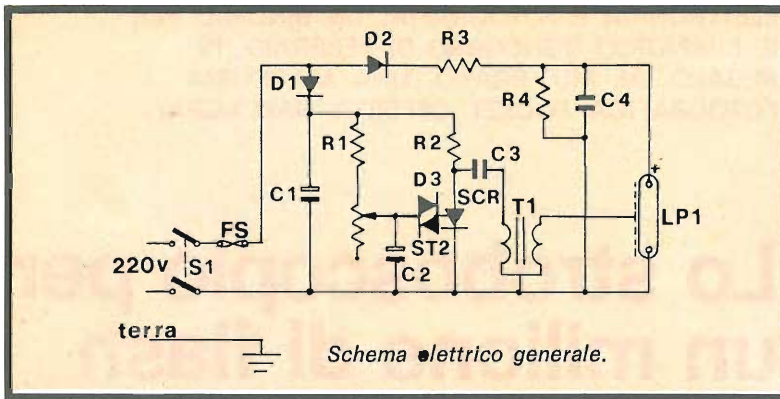 D2
R3
D1
R4
C4
R1
R2
C3
D3
SCR
T1
C1
+
LP1
FS
ST2
220v
S1
C2
terra
Schema elettrico generale.